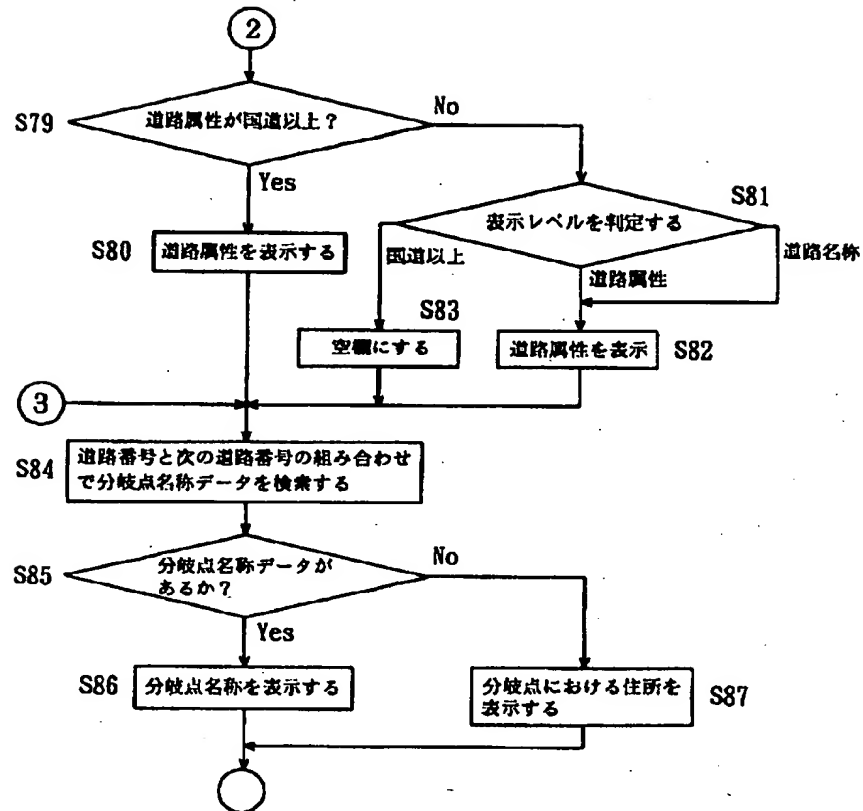 2
S79
道路属性が国道以上？
No
Yes
S81
表示レベルを判定する
S80
道路属性を表示する
国道以上
道路属性
道路名称
S83
空欄にする
道路属性を表示
S82
3
S84
道路番号と次の道路番号の組み合わせ
で分岐点名称データを検索する
S85
分岐点名称データが
あるか？
No
Yes
S86
分岐点名称を表示する
分岐点における住所を
表示する
S87